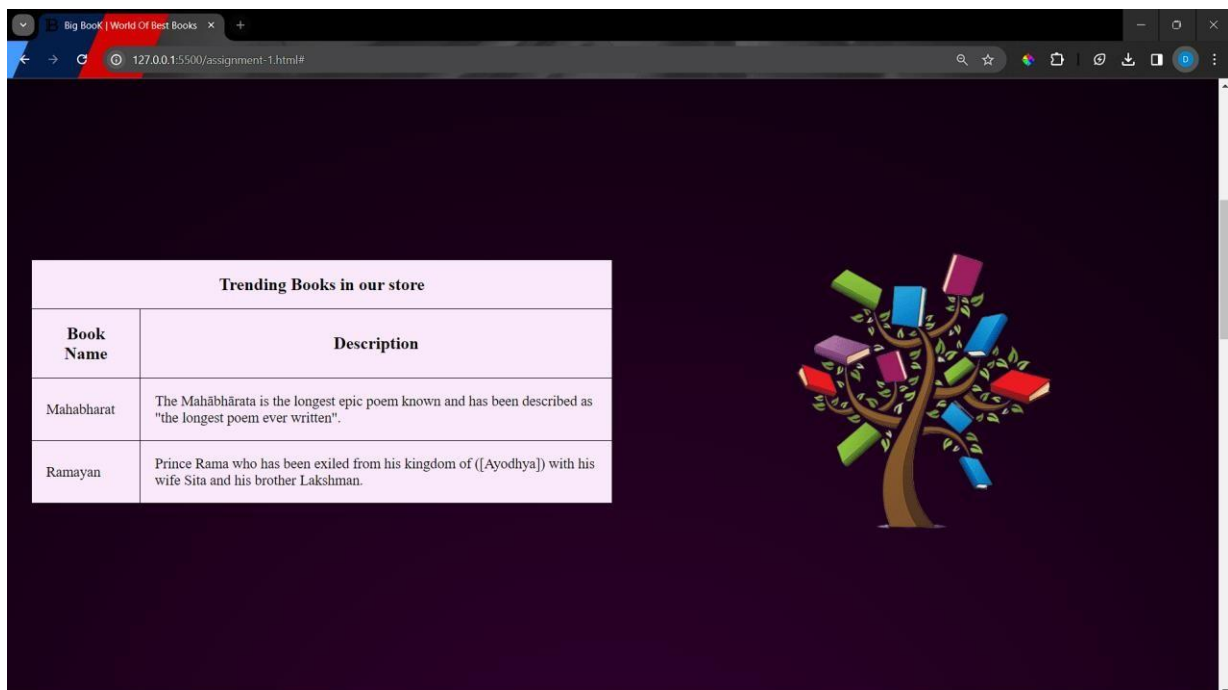 Big BooK | World Of Best Books
127.0.0.1:5500/assignment-1.html#
D
Trending Books in our store
Book
Name
Description
Mahabharat
The Mahābhārata is the longest epic poem known and has been described as
"the longest poem ever written".
Ramayan
Prince Rama who has been exiled from his kingdom of ([Ayodhya]) with his
wife Sita and his brother Lakshman.